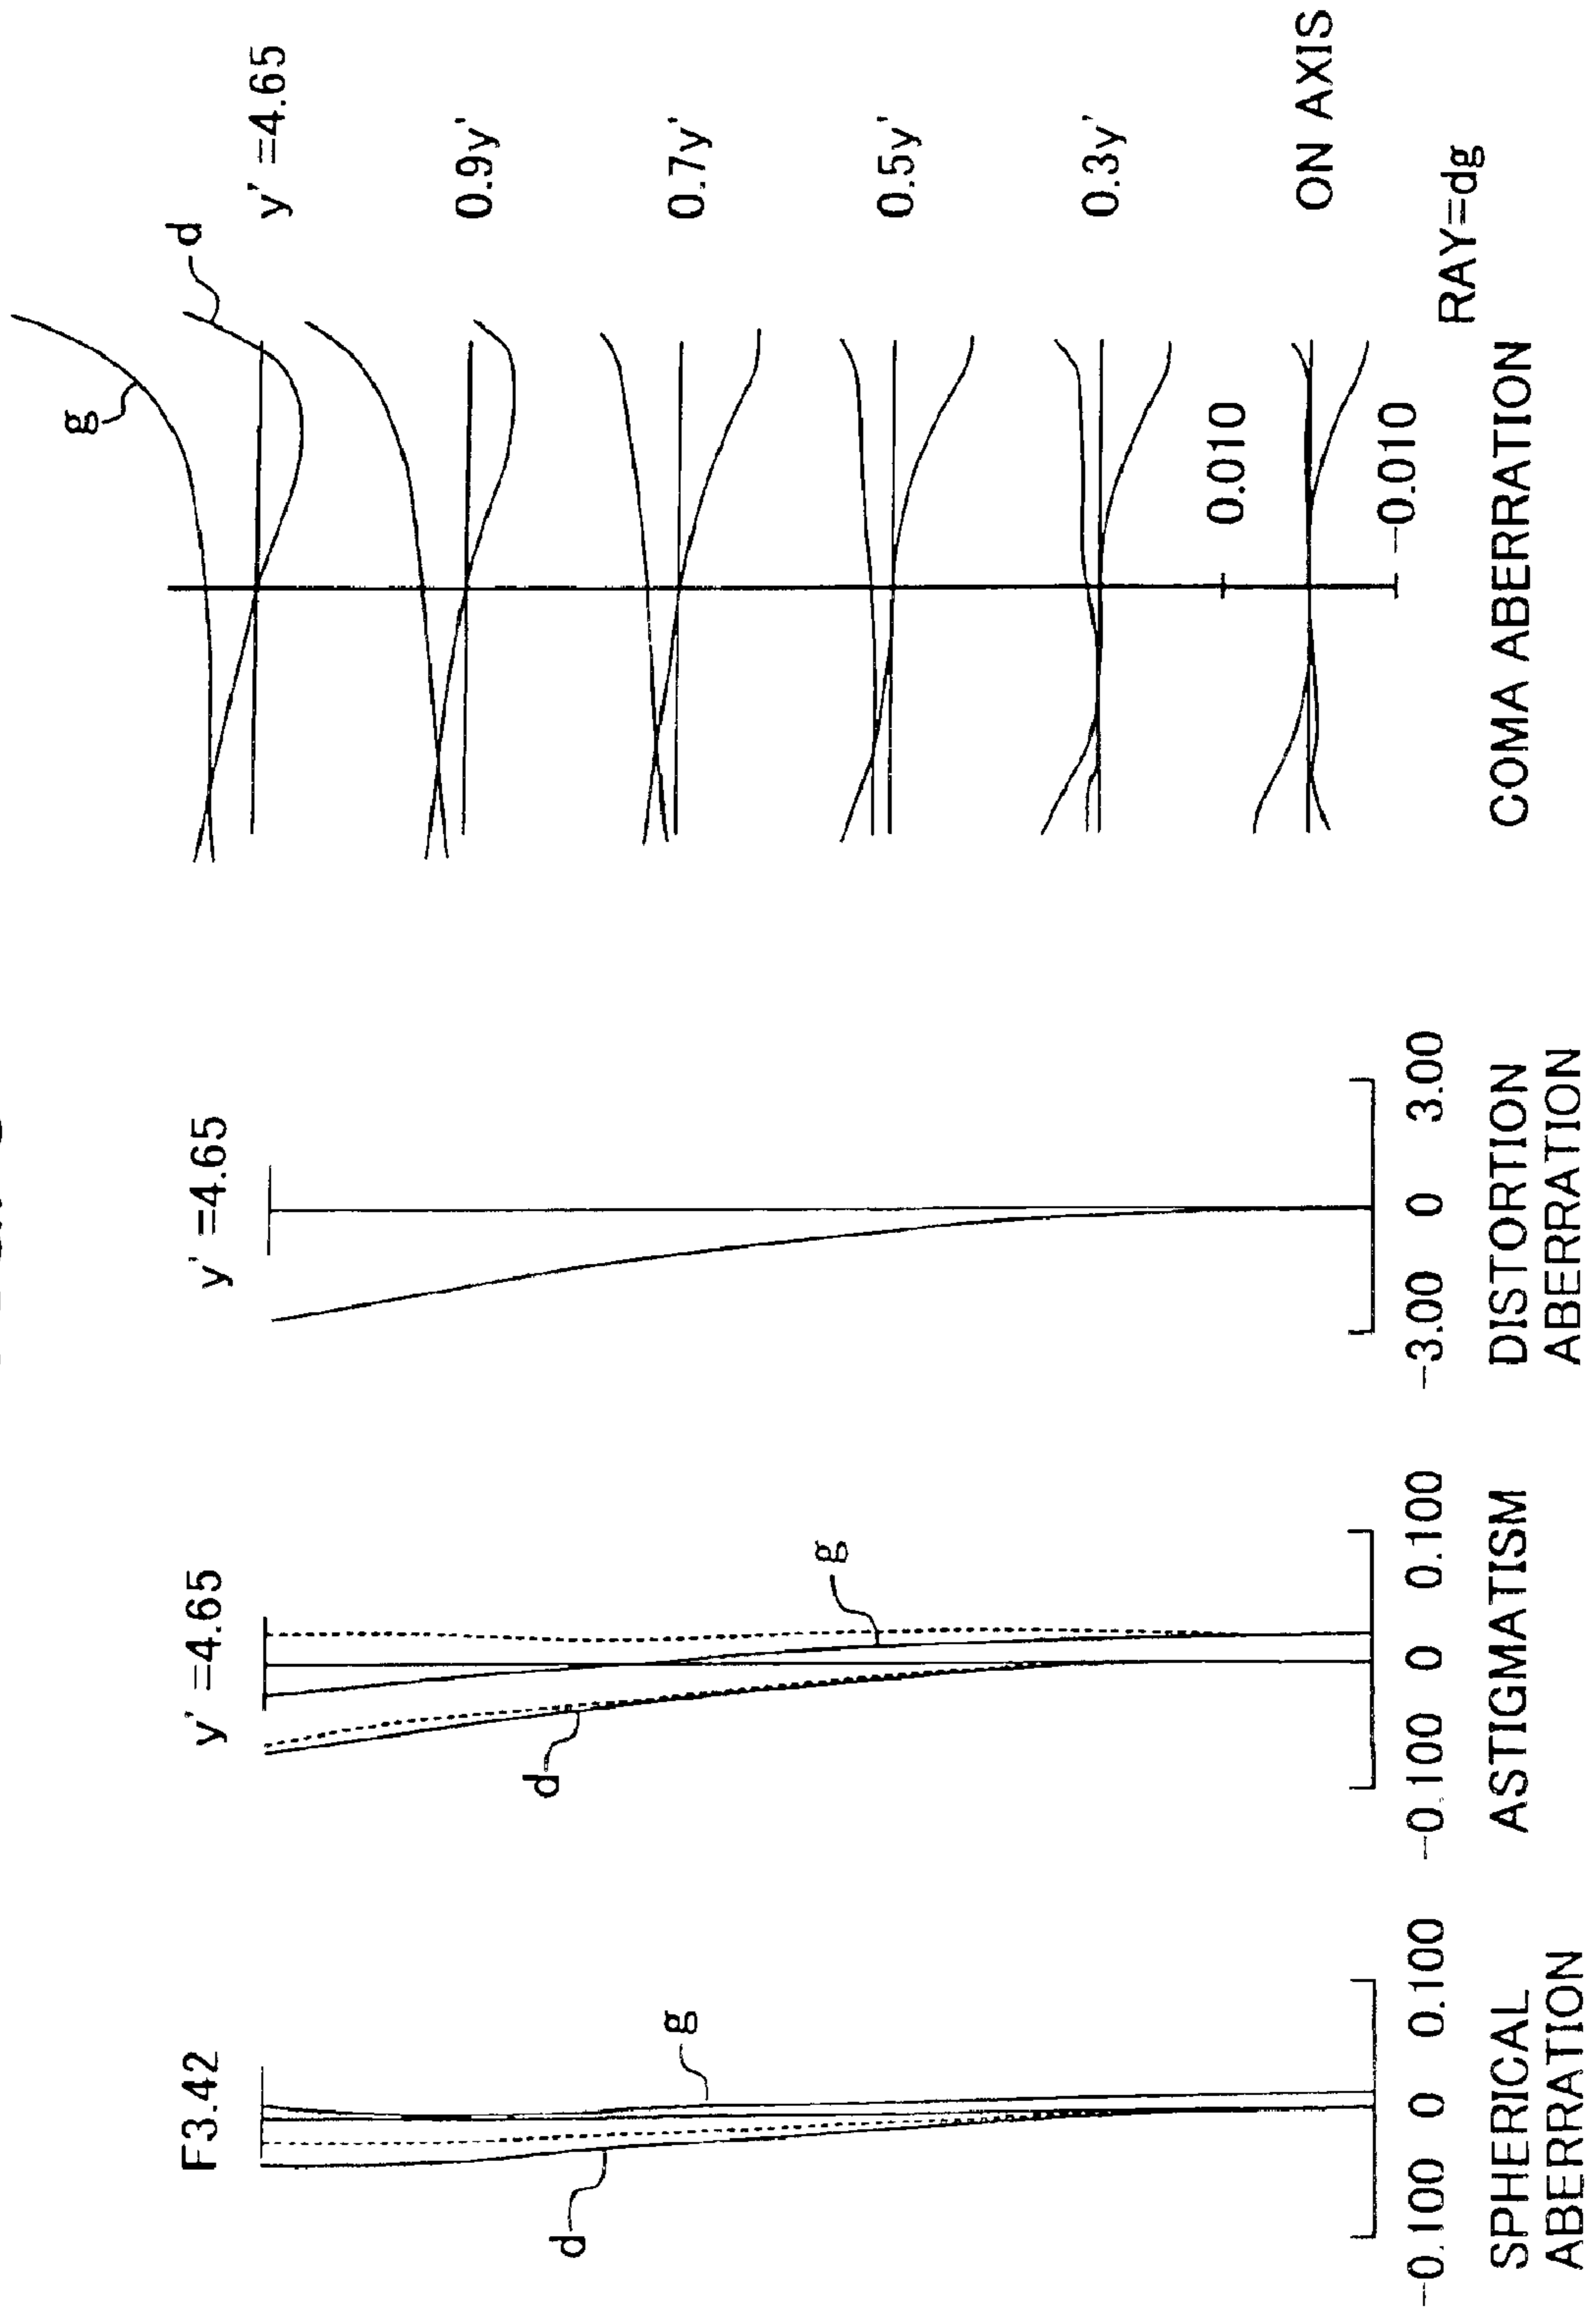 F3.42
g
d
-0.100 0 0.100
SPHERICAL
ABERRATION
y' =4.65
g
d
-0.100 0 0.100
ASTIGMATISM
y' =4.65
-3.00 0 3.00
DISTORTION
ABERRATION
g
d
y' =4.65
0.9y'
0.7y'
0.5y'
0.3y'
0.010
ON AXIS
-0.010
RAY=dg
COMA ABERRATION